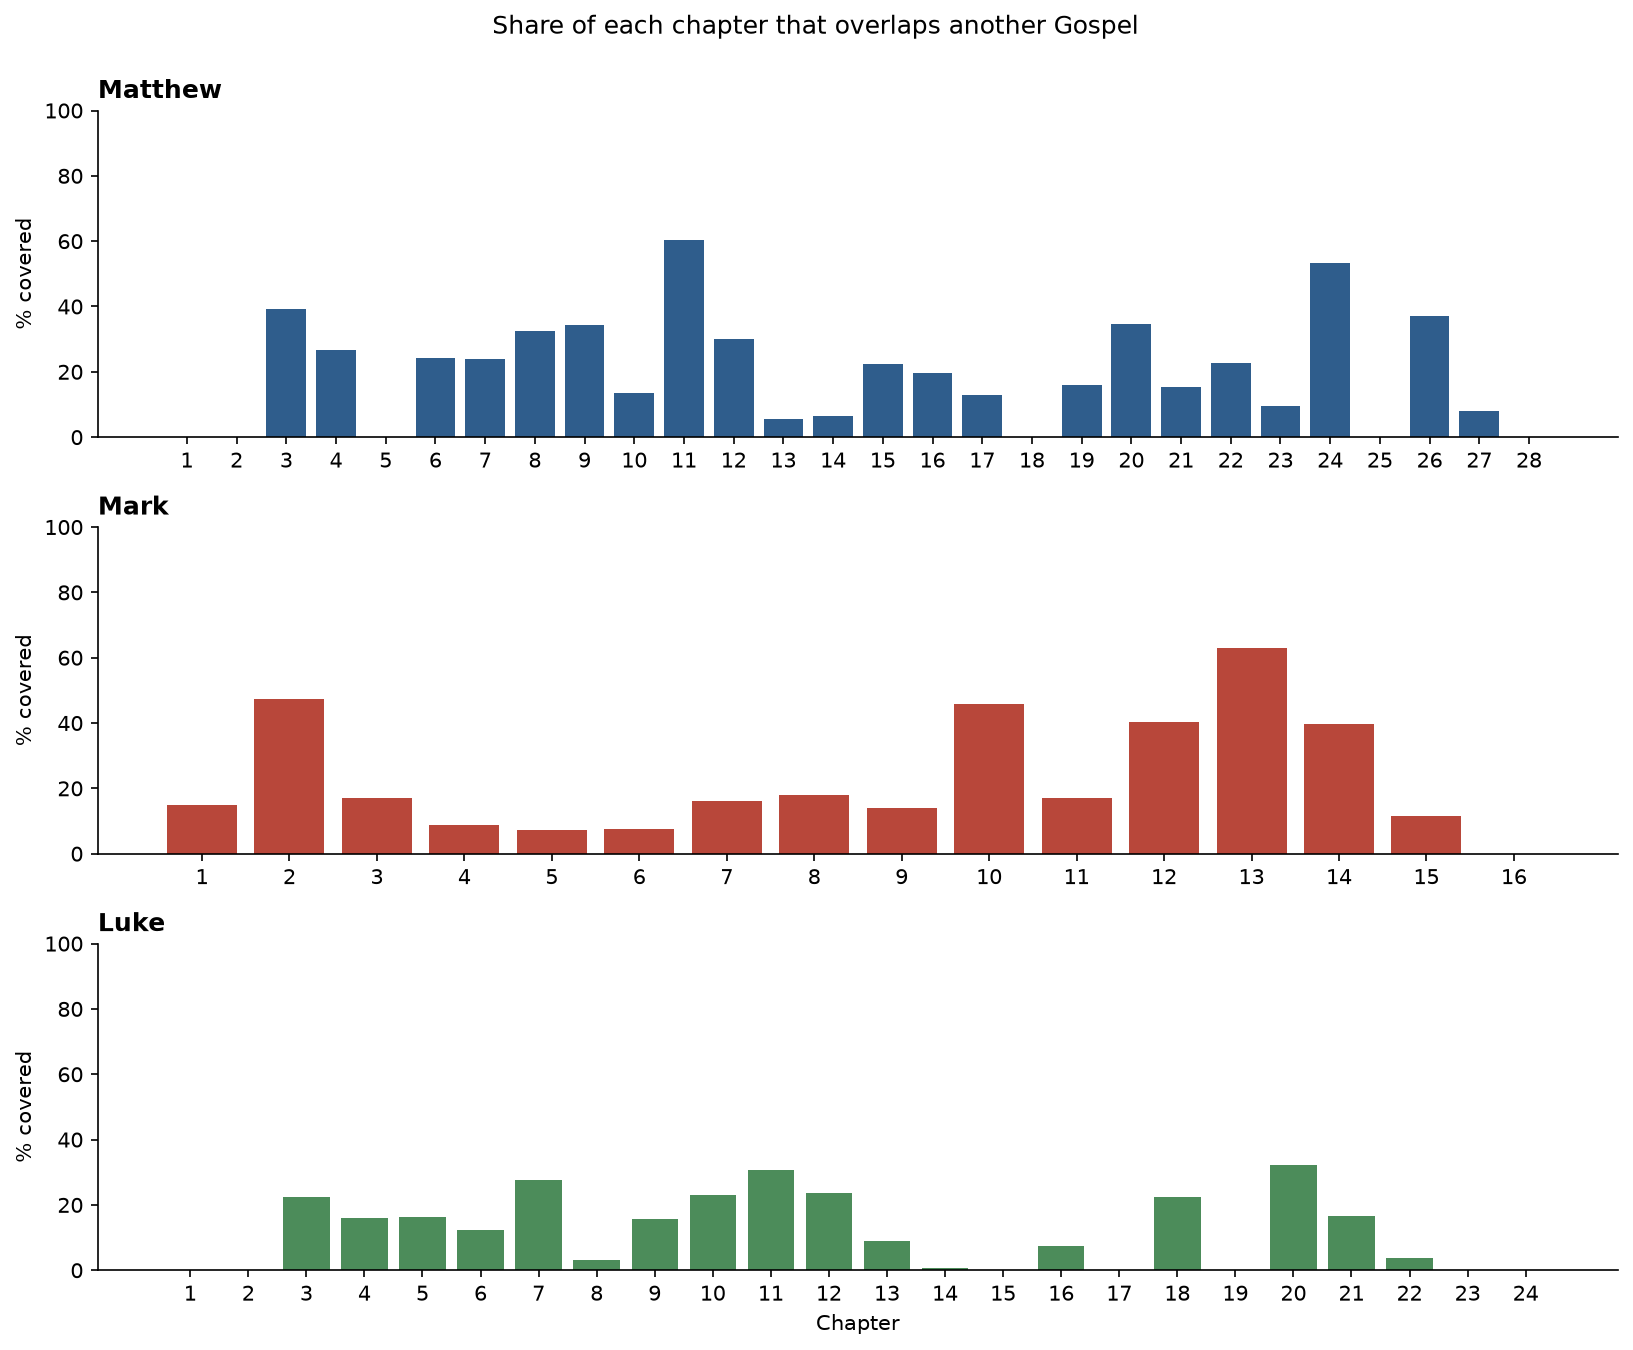 Share of each chapter that overlaps another Gospel
Matthew
100
80
60
40
20
0
% covered
1 2 3 4 5 6 7 8 9 10 11 12 13 14 15 16 17 18 19 20 21 22 23 24 25 26 27 28
Mark
100
80
60
40
20
0
% covered
1 2 3 4 5 6 7 8 9 10 11 12 13 14 15 16
Luke
100
80
60
40
20
0
% covered
1 2 3 4 5 6 7 8 9 10 11 12 13 14 15 16 17 18 19 20 21 22 23 24
Chapter